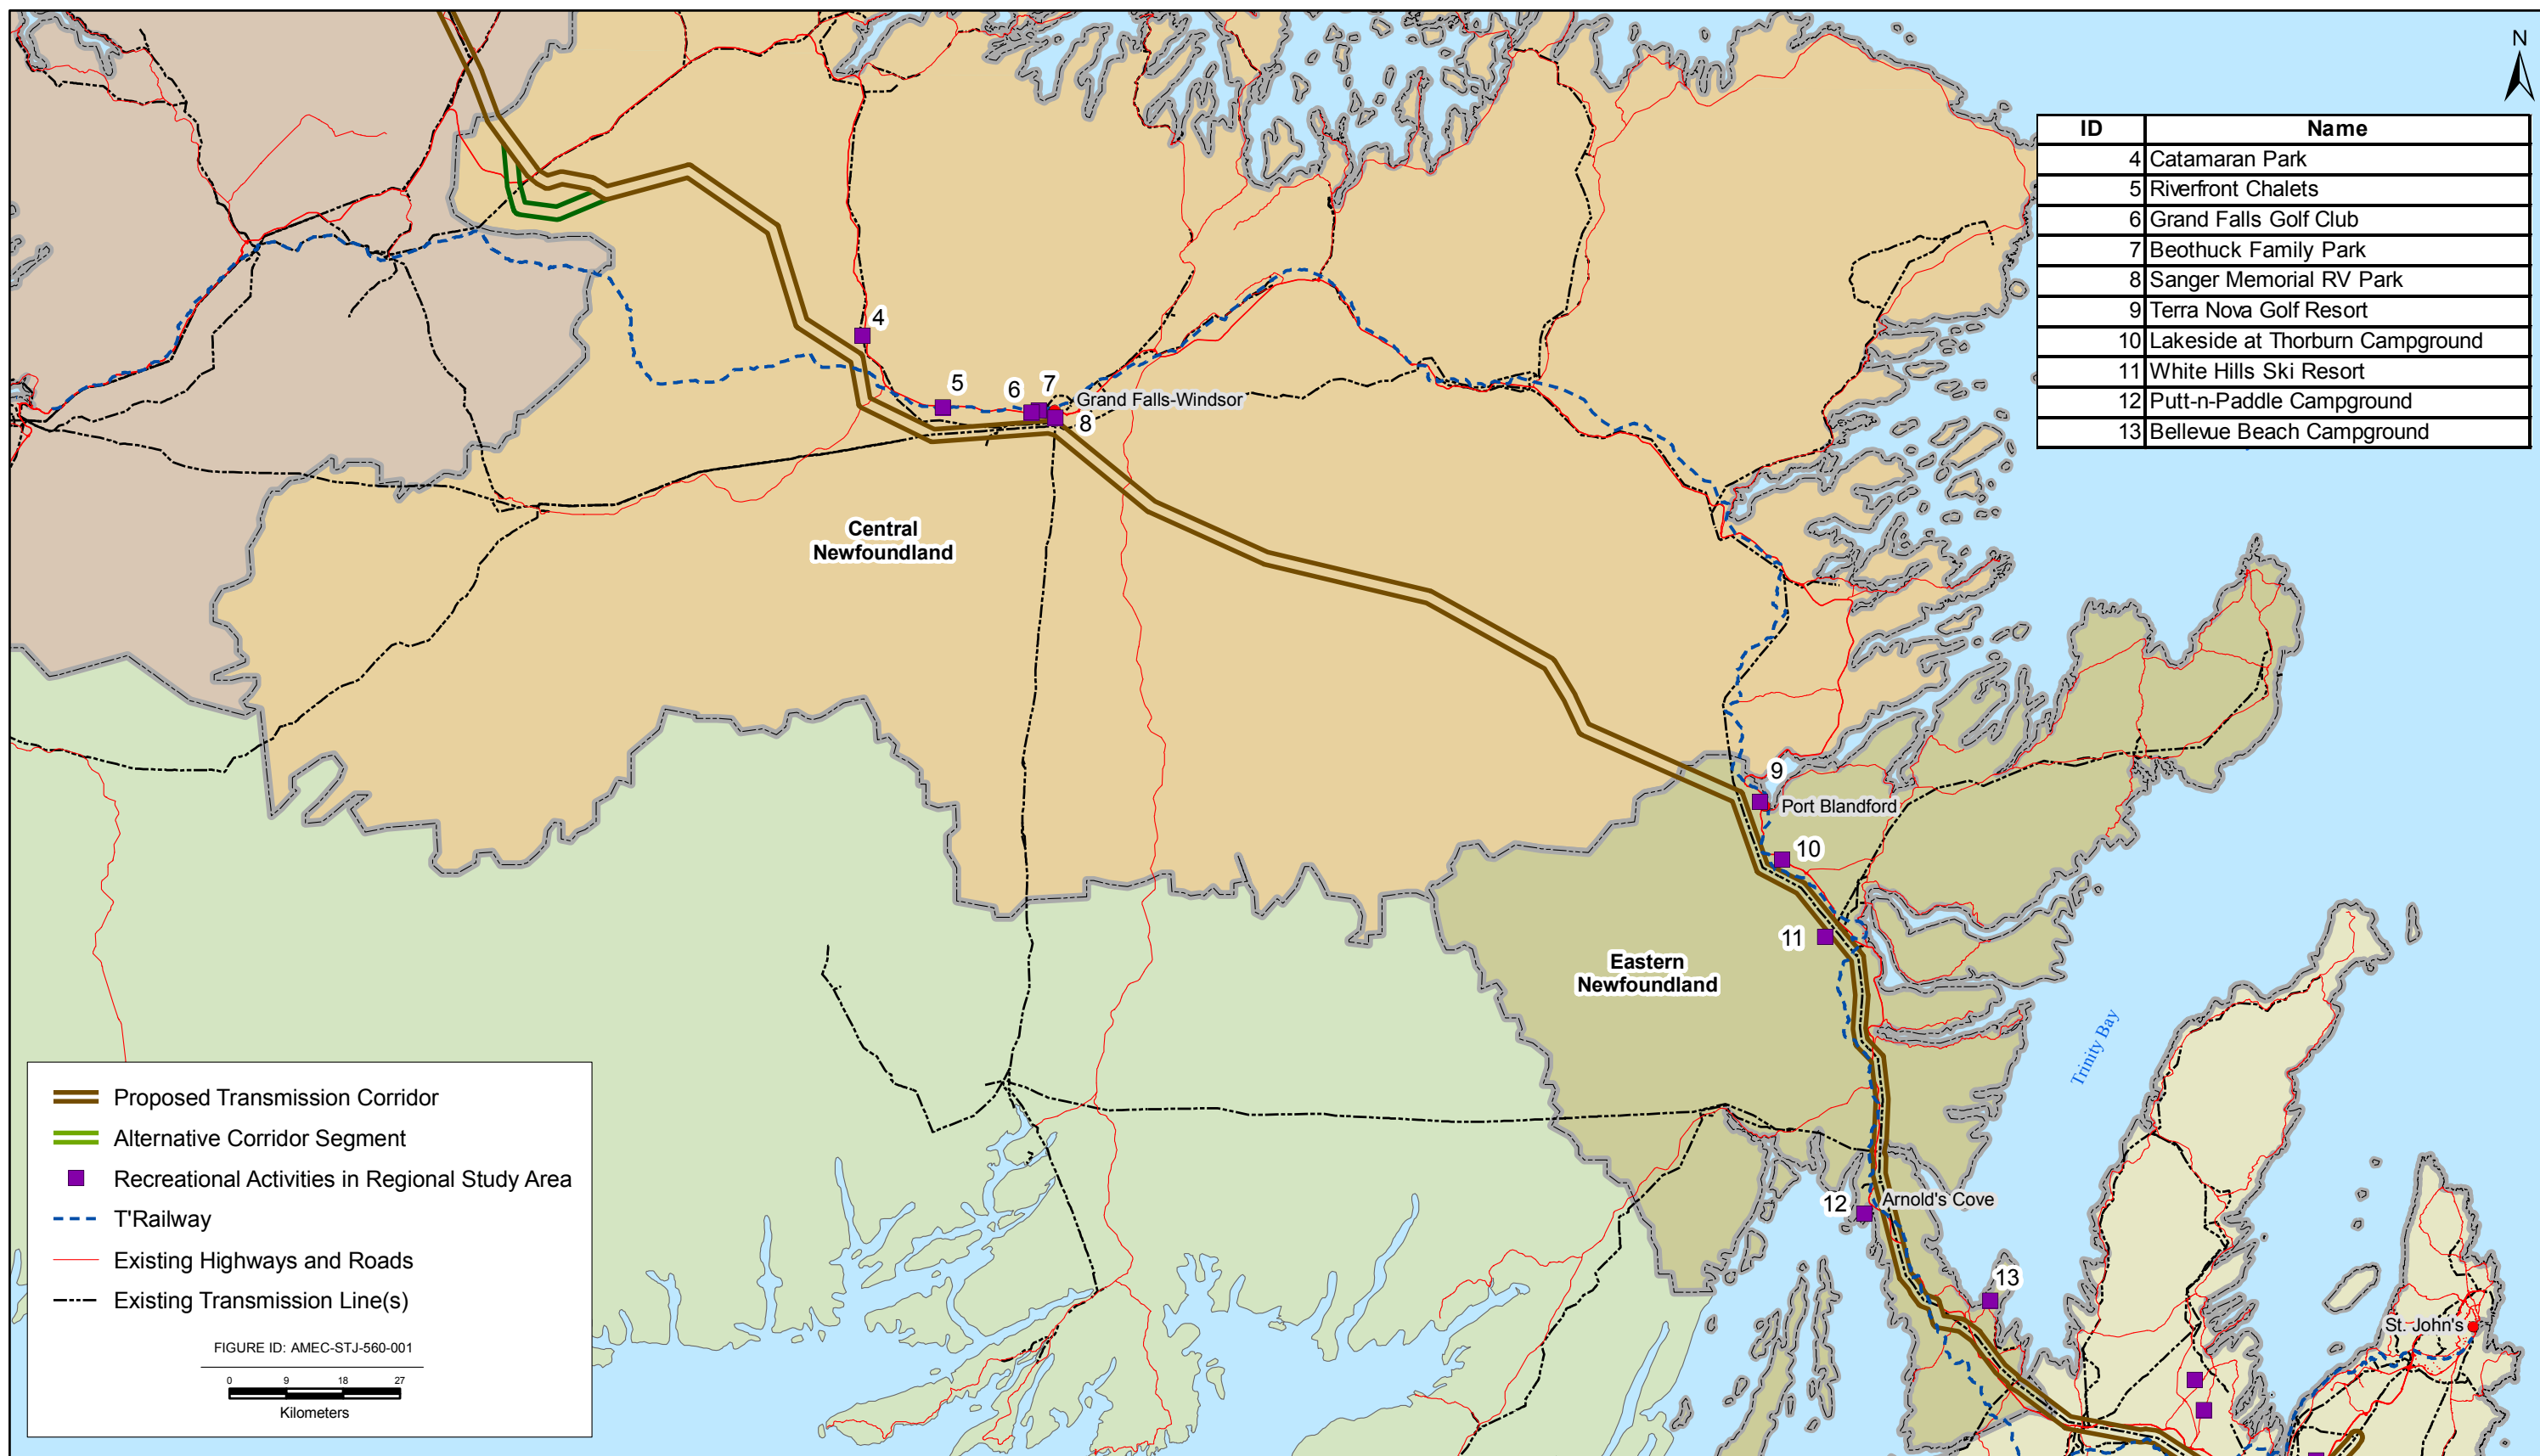 N
ID Name
4 Catamaran Park
5 Riverfront Chalets
6 Grand Falls Golf Club
7 Beothuck Family Park
8 Sanger Memorial RV Park
9 Terra Nova Golf Resort
10 Lakeside at Thorburn Campground
11 White Hills Ski Resort
12 Putt-n-Paddle Campground
13 Bellevue Beach Campground
4
5
6
7
Grand Falls-Windsor
8
Central
Newfoundland
9
Port Blandford
10
11
Eastern
Newfoundland
Trinity Bay
12
Arnold's Cove
13
St. John's
Proposed Transmission Corridor
Alternative Corridor Segment
Recreational Activities in Regional Study Area
T'Railway
Existing Highways and Roads
Existing Transmission Line(s)
FIGURE ID: AMEC-STJ-560-001
0 9 18 27
Kilometers